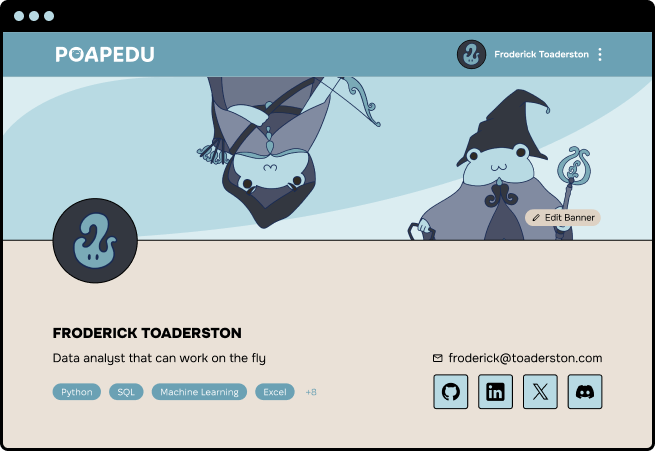 POAPEDU
Froderick Toaderston
Edit Banner
FRODERICK TOADERSTON
Data analyst that can work on the fly
froderick@toaderston.com
Python SQL Machine Learning Excel +8